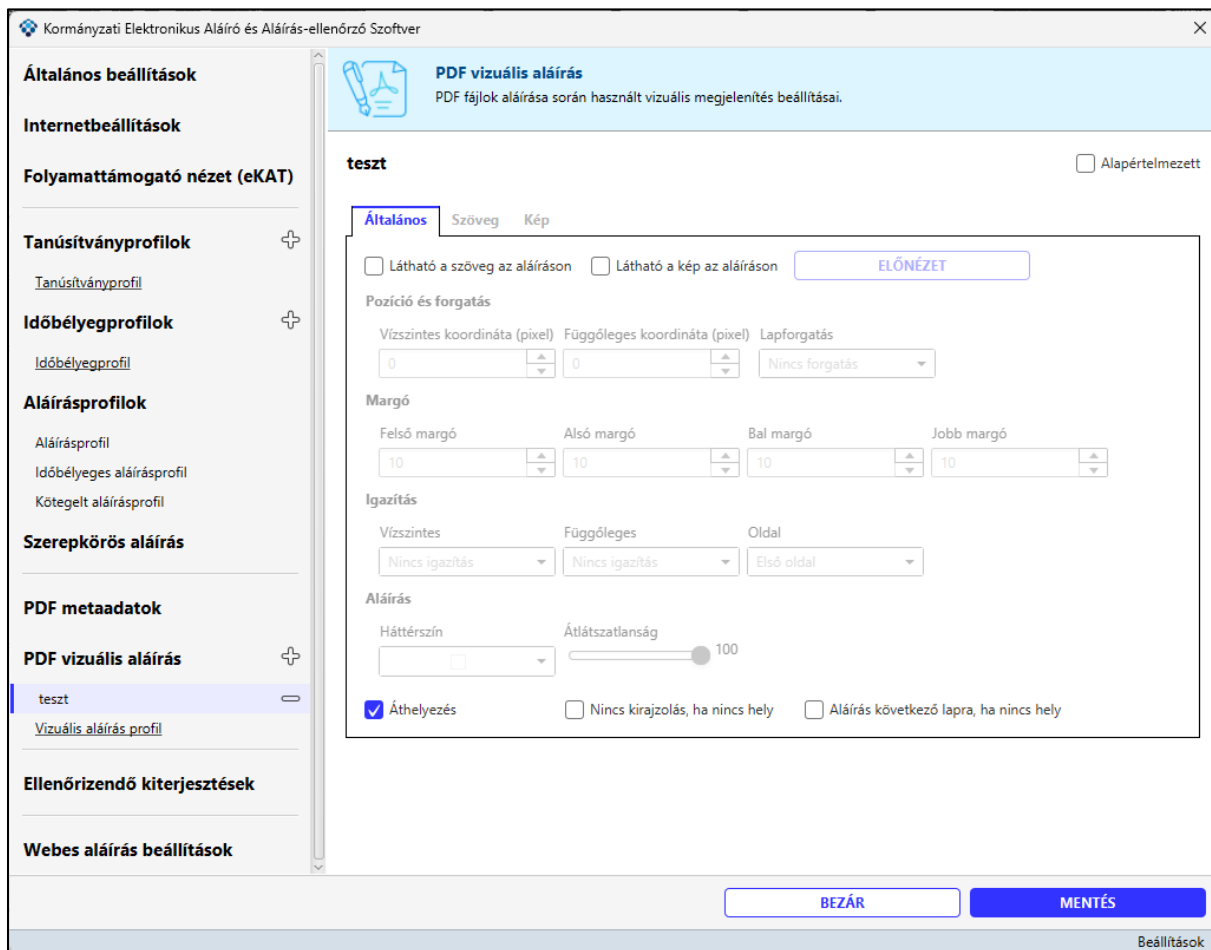 Kormányzati Elektronikus Aláíró és Aláírás-ellenőrző Szoftver
Általános beállítások
Internetbeállítások
Folyamattámogató nézet (eKAT)
Tanúsítványprofilok
Tanúsítványprofil
Időbélyegprofilok
Időbélyegprofil
Aláírásprofilok
Aláírásprofil
Időbélyeges aláírásprofil
Kötegelt aláírásprofil
Szerepkörös aláírás
PDF metaadatok
PDF vizuális aláírás
teszt
Vizuális aláírás profil
Ellenőrizendő kiterjesztések
Webes aláírás beállítások
PDF vizuális aláírás
PDF fájlok aláírása során használt vizuális megjelenítés beállításai.
teszt Alapértelmezett
Általános Szöveg Kép
Látható a szöveg az aláíráson Látható a kép az aláíráson ELŐNÉZET
Pozíció és forgatás
Vízszintes koordináta (pixel) Függőleges koordináta (pixel) Lapforgatás
0 0 Nincs forgatás
Margó
Felső margó Alsó margó Bal margó Jobb margó
10 10 10 10
Igazítás
Vízszintes Függőleges Oldal
Nincs igazítás Nincs igazítás Első oldal
Aláírás
Háttérszín Átlátszatlanság
100
Áthelyezés Nincs kirajzolás, ha nincs hely Aláírás következő lapra, ha nincs hely
BEZÁR MENTÉS
Beállítások